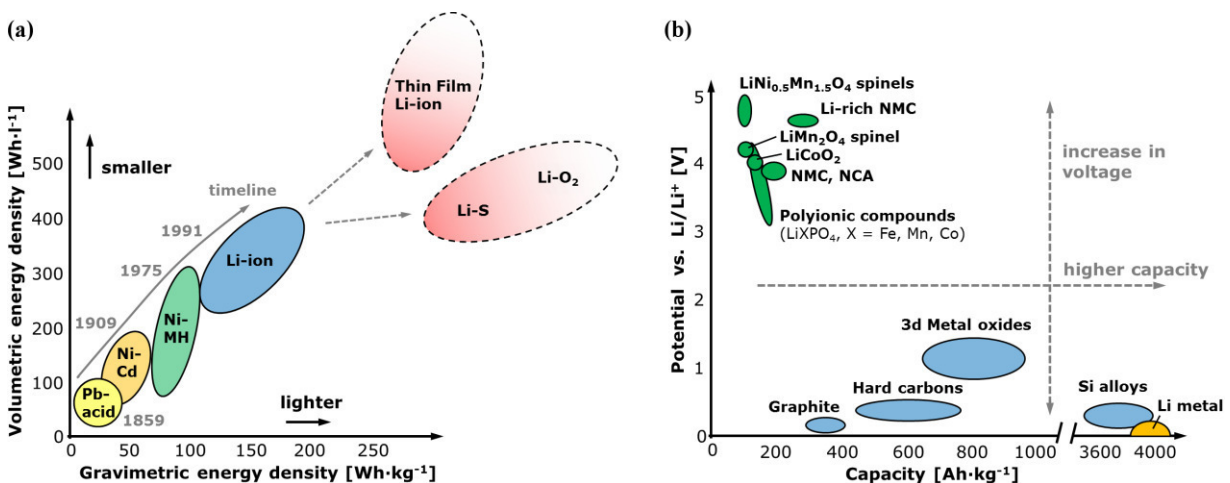 (a)
Volumetric energy density [Wh·l⁻¹]
500
400
300
200
100
0
smaller
timeline
1991
1975
1909
1859
Pb-
acid
Ni-
Cd
Ni-
MH
Li-ion
Thin Film
Li-ion
Li-S
Li-O₂
lighter
0
50
100
150
200
250
Gravimetric energy density [Wh·kg⁻¹]
(b)
Potential vs. Li/Li⁺ [V]
5
4
3
2
1
0
LiNi₀.₅Mn₁.₅O₄ spinels
Li-rich NMC
LiMn₂O₄ spinel
LiCoO₂
NMC, NCA
Polyionic compounds
(LiXPO₄, X = Fe, Mn, Co)
increase in
voltage
higher capacity
3d Metal oxides
Hard carbons
Graphite
Si alloys
Li metal
0
200
400
600
800
1000
3600
4000
Capacity [Ah·kg⁻¹]